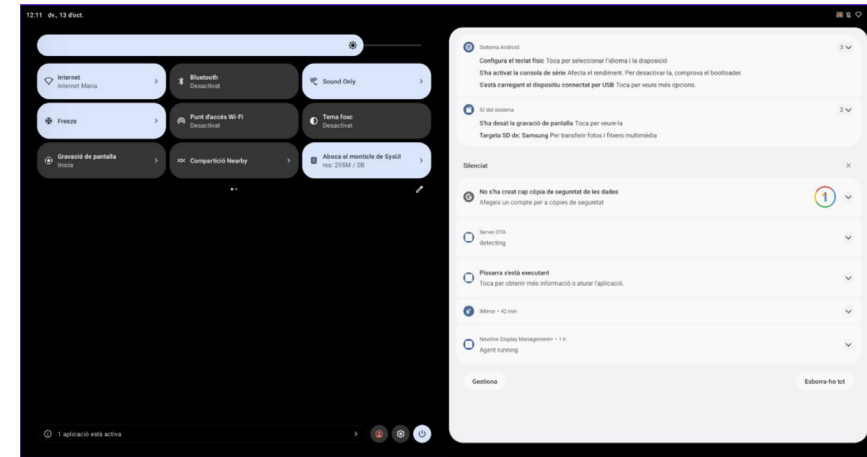 12:11 dv., 13 d'oct.
Internet
Internet Maria
Bluetooth
Desactivat
Sound Only
Freeze
Punt d'accés Wi-Fi
Desactivat
Tema fosc
Desactivat
Gravació de pantalla
Inicia
Compartició Nearby
Aboca el monticle de SysUI
rss: 295M / 0B
1 aplicació està activa
Sistema Android
3
Configura el teclat físic Toca per seleccionar l'idioma i la disposició
S'ha activat la consola de sèrie Afecta el rendiment. Per desactivar-la, comprova el bootloader.
S'està carregant el dispositiu connectat per USB Toca per veure més opcions.
IU del sistema
2
S'ha desat la gravació de pantalla Toca per veure-la
Targeta SD de: Samsung Per transferir fotos i fitxers multimèdia
Silenciat
No s'ha creat cap còpia de seguretat de les dades
Afegeix un compte per a còpies de seguretat
1
Server OTA
detecting
Pissarra s'està executant
Toca per obtenir més informació o aturar l'aplicació.
iMirror • 42 min
Newline Display Management+ • 1 h
Agent running
Gestiona
Esborra-ho tot